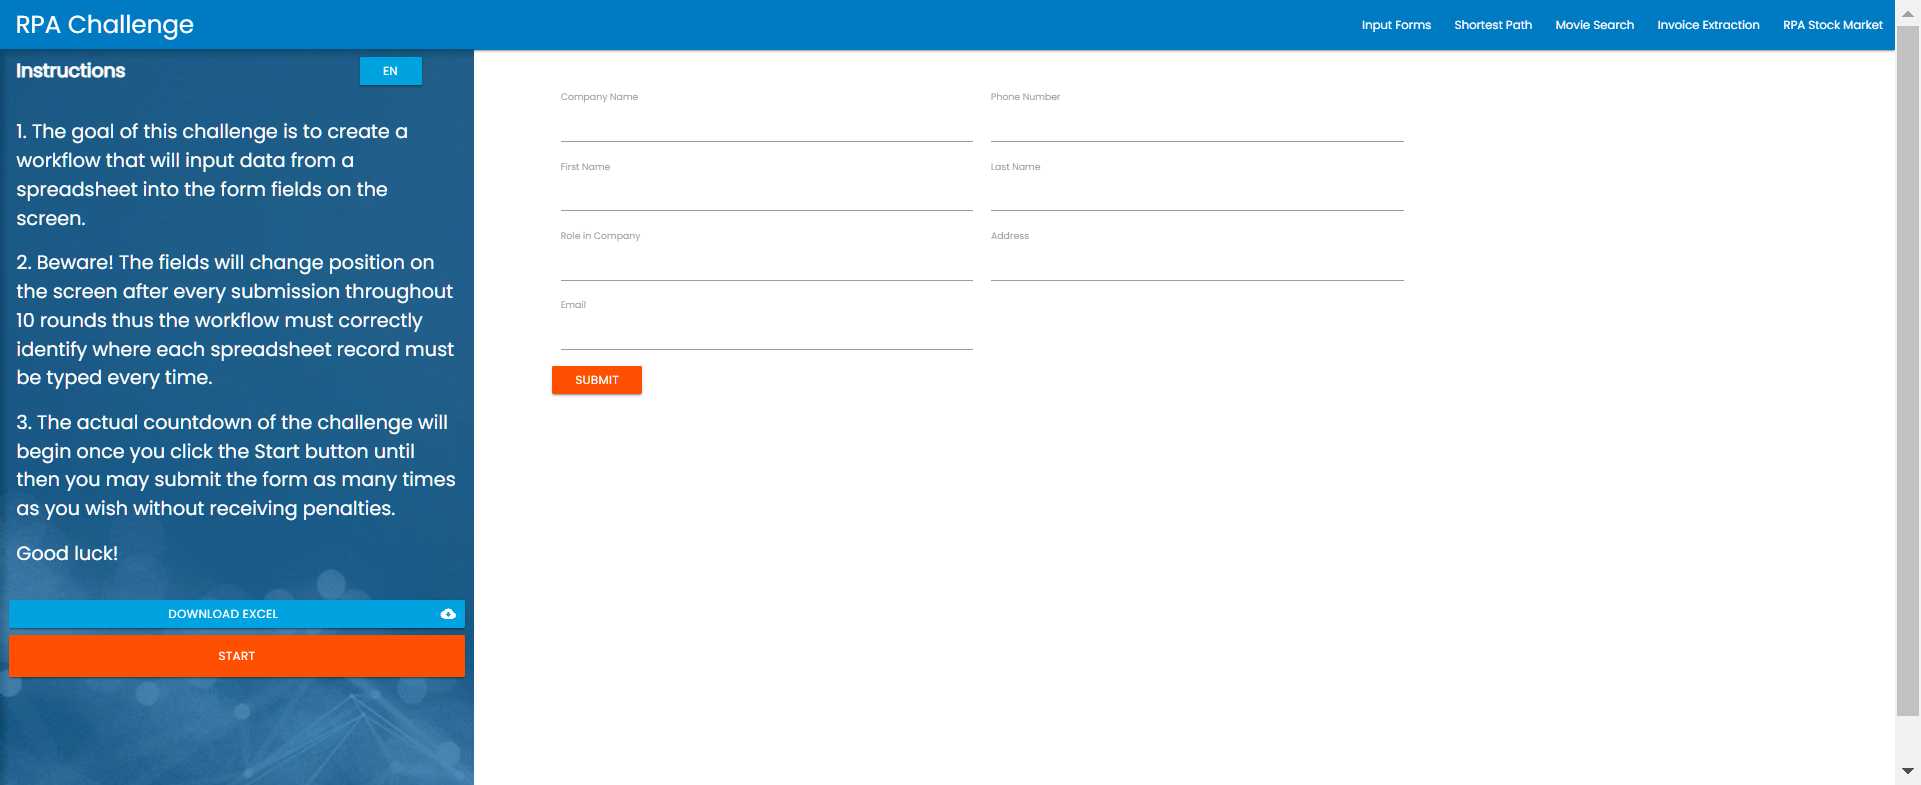 RPA Challenge
Input Forms
Shortest Path
Movie Search
Invoice Extraction
RPA Stock Market
Instructions
EN
1. The goal of this challenge is to create a
workflow that will input data from a
spreadsheet into the form fields on the
screen.
2. Beware! The fields will change position on
the screen after every submission throughout
10 rounds thus the workflow must correctly
identify where each spreadsheet record must
be typed every time.
3. The actual countdown of the challenge will
begin once you click the Start button until
then you may submit the form as many times
as you wish without receiving penalties.
Good luck!
DOWNLOAD EXCEL
START
Company Name
Phone Number
First Name
Last Name
Role in Company
Address
Email
SUBMIT